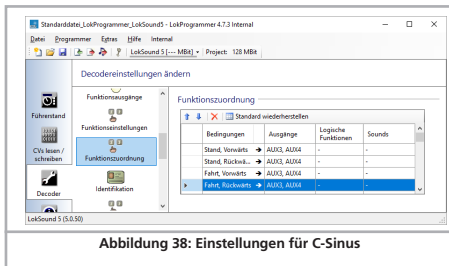 Standarddatei_LokProgrammer_LokSound5 - LokProgrammer 4.7.3 Internal
Datei Programmer Extras Hilfe Internal
LokSound 5 [--- MBit] Project: 128 MBit
Decodereinstellungen ändern
Führerstand
CVs lesen / schreiben
Decoder
Funktionsausgänge
Funktionseinstellungen
Funktionszuordnung
Identifikation
Funktionszuordnung
Standard wiederherstellen
Bedingungen Ausgänge Logische Funktionen Sounds
Stand, Vorwärts AUX3, AUX4 - -
Stand, Rückwä... AUX3, AUX4 - -
Fahrt, Vorwärts AUX3, AUX4 - -
Fahrt, Rückwärts AUX3, AUX4 - -
LokSound 5 (5.0.50)
Abbildung 38: Einstellungen für C-Sinus